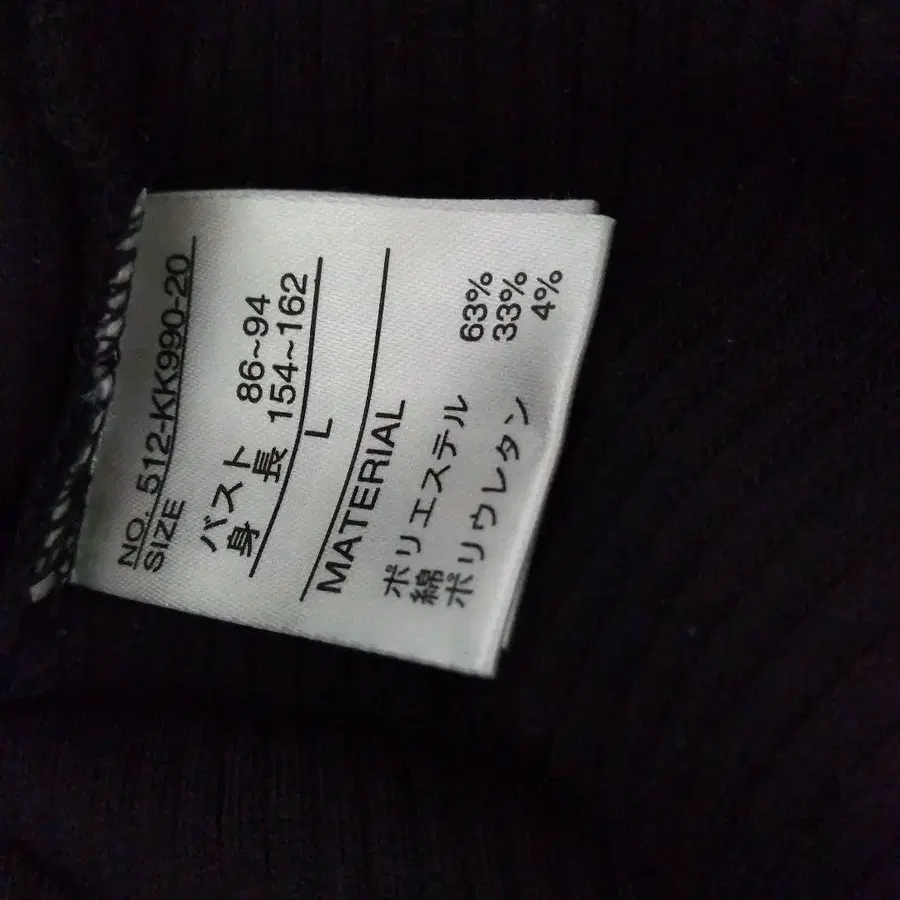 NO. 512-KK990-20
SIZE
バスト 86~94
身長 154~162
L
MATERIAL
ポリエステル 63%
綿 33%
ポリウレタン 4%